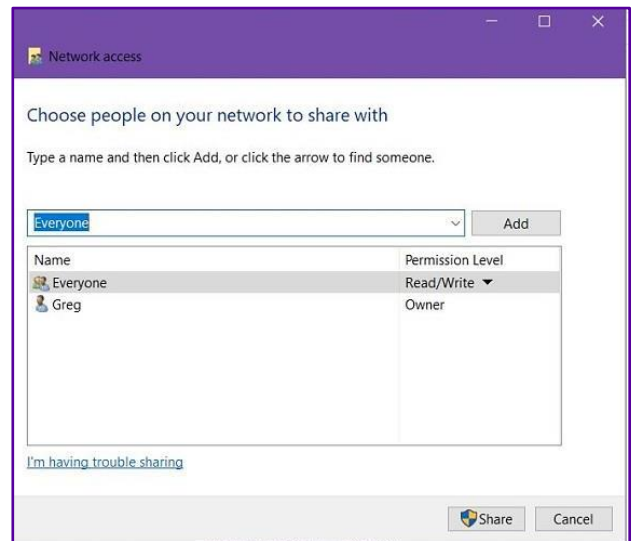 Network access
Choose people on your network to share with
Type a name and then click Add, or click the arrow to find someone.
Everyone Add
Name Permission Level
Everyone Read/Write
Greg Owner
I'm having trouble sharing
Share Cancel